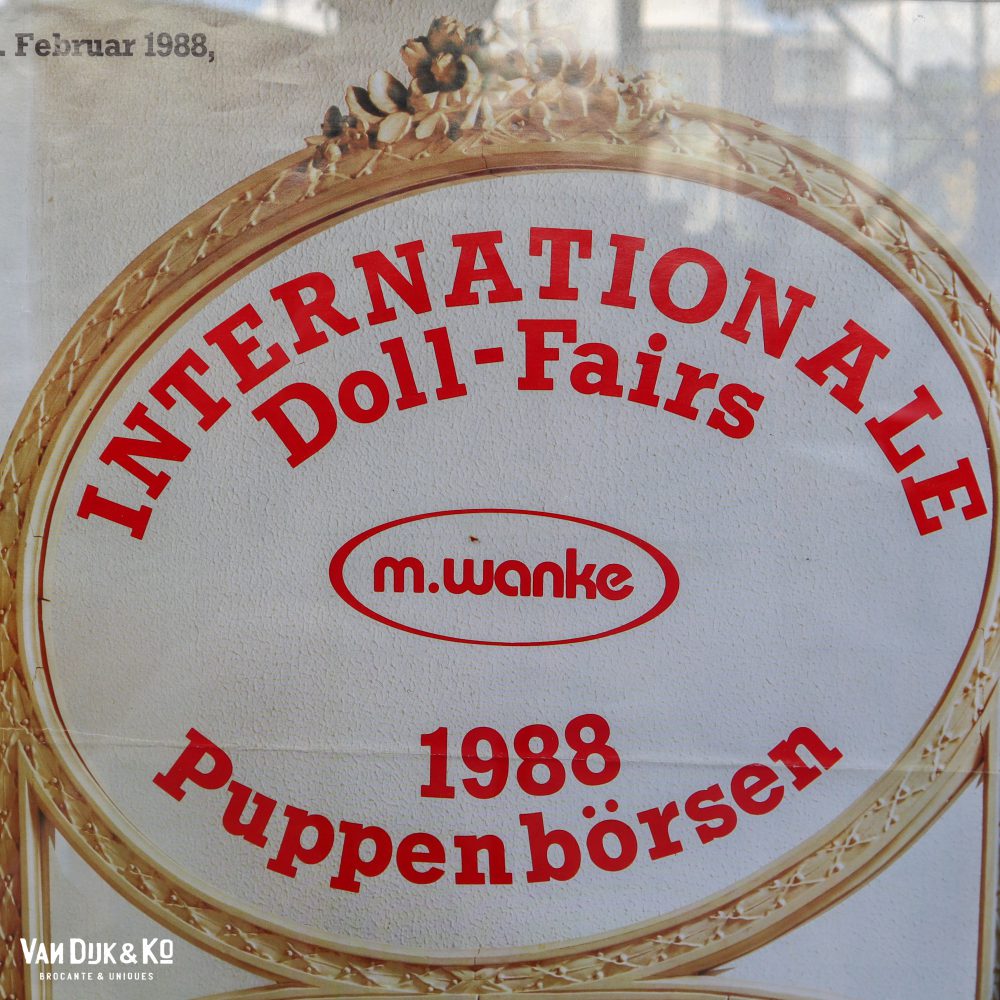 . Februar 1988,
INTERNATIONALE
Doll-Fairs
m.wanke
1988
Puppenbörsen
VAN DIJK & KO
BROCANTE & UNIQUES